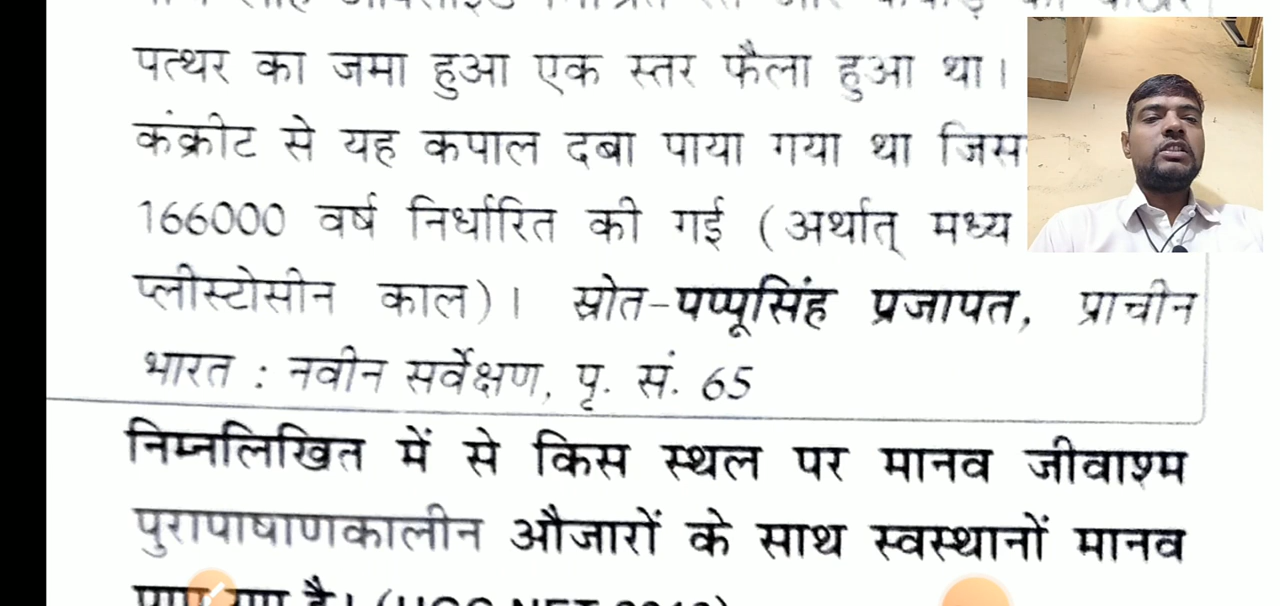 पत्थर का जमा हुआ एक स्तर फैला हुआ था।
कंक्रीट से यह कपाल दबा पाया गया था जिस
166000 वर्ष निर्धारित की गई (अर्थात् मध्य
प्लीस्टोसीन काल)। स्रोत-पप्पूसिंह प्रजापत, प्राचीन
भारत : नवीन सर्वेक्षण, पृ. सं. 65
निम्नलिखित में से किस स्थल पर मानव जीवाश्म
पुरापाषाणकालीन औजारों के साथ स्वस्थानों मानव